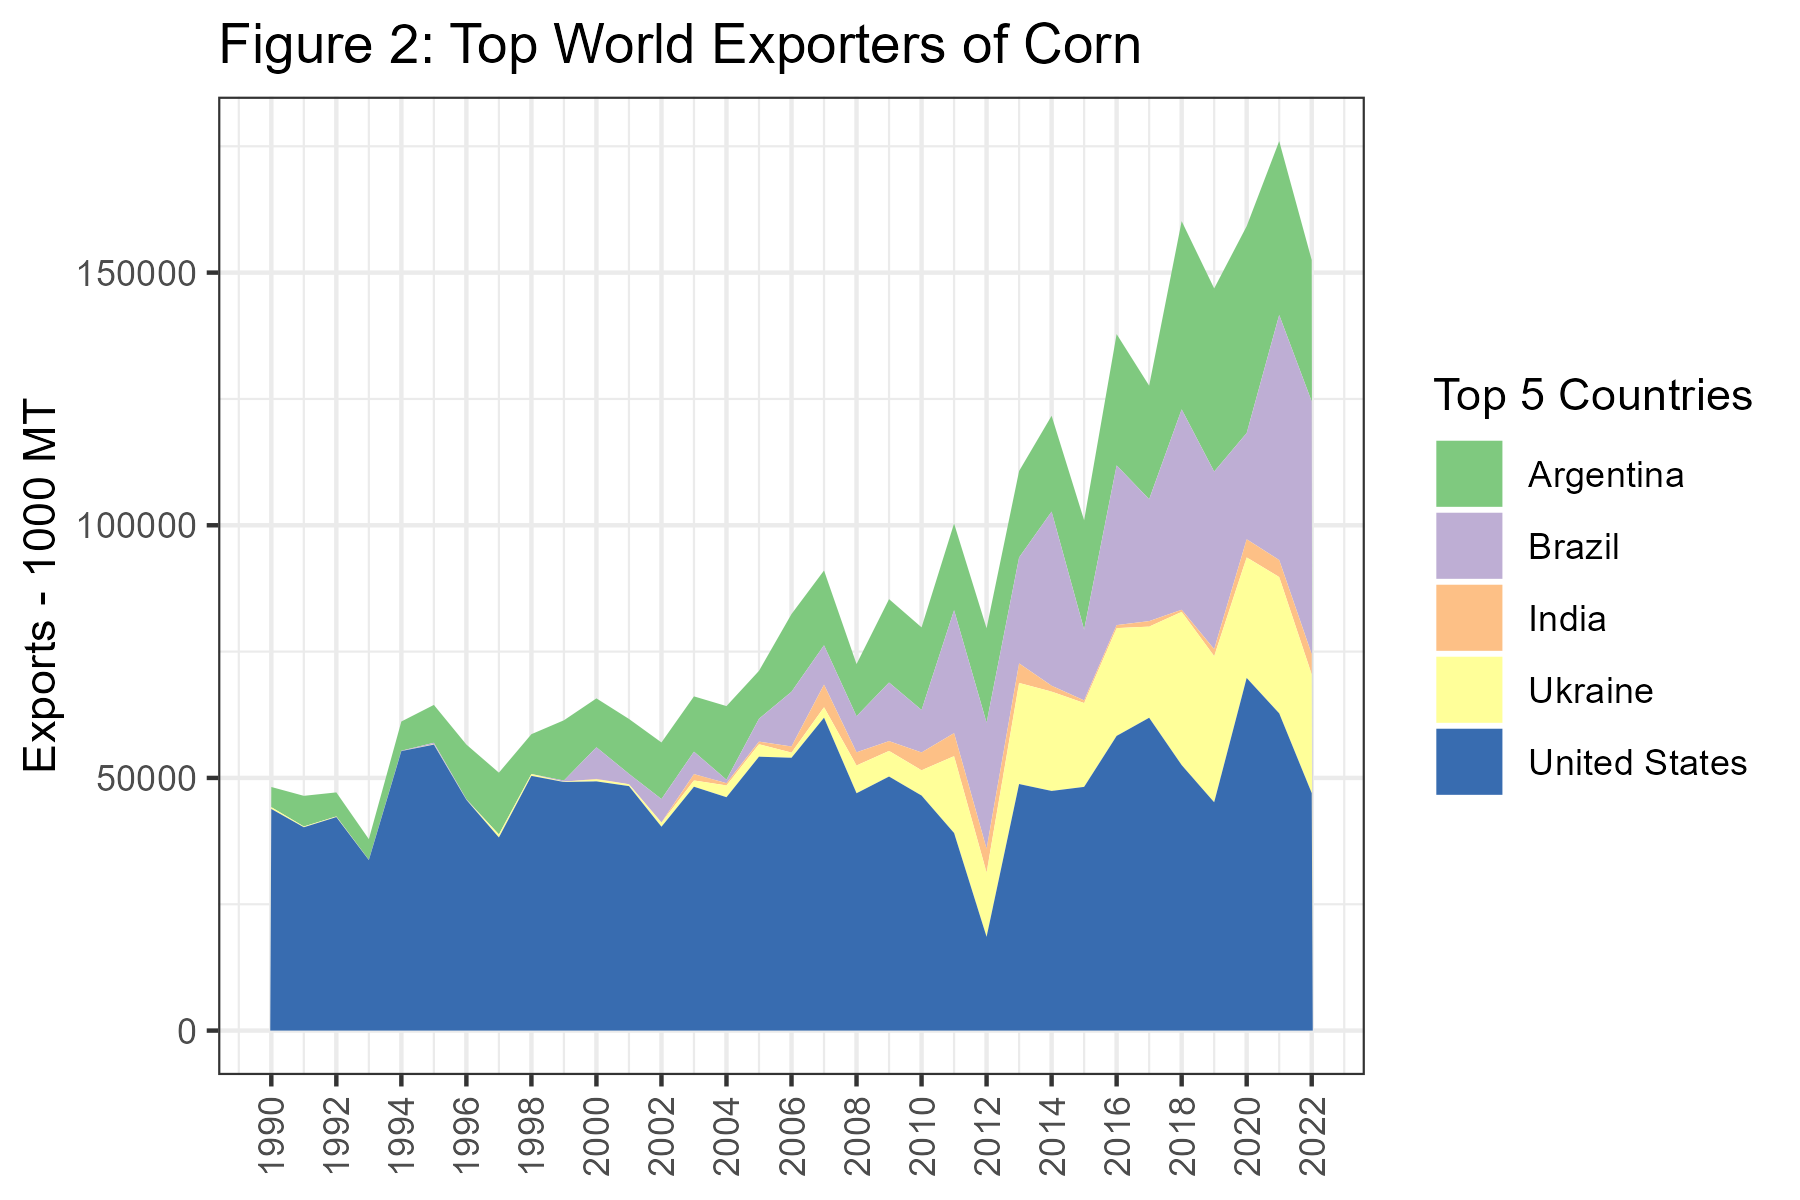 Figure 2: Top World Exporters of Corn
Exports - 1000 MT
150000
100000
50000
0
1990
1992
1994
1996
1998
2000
2002
2004
2006
2008
2010
2012
2014
2016
2018
2020
2022
Top 5 Countries
Argentina
Brazil
India
Ukraine
United States